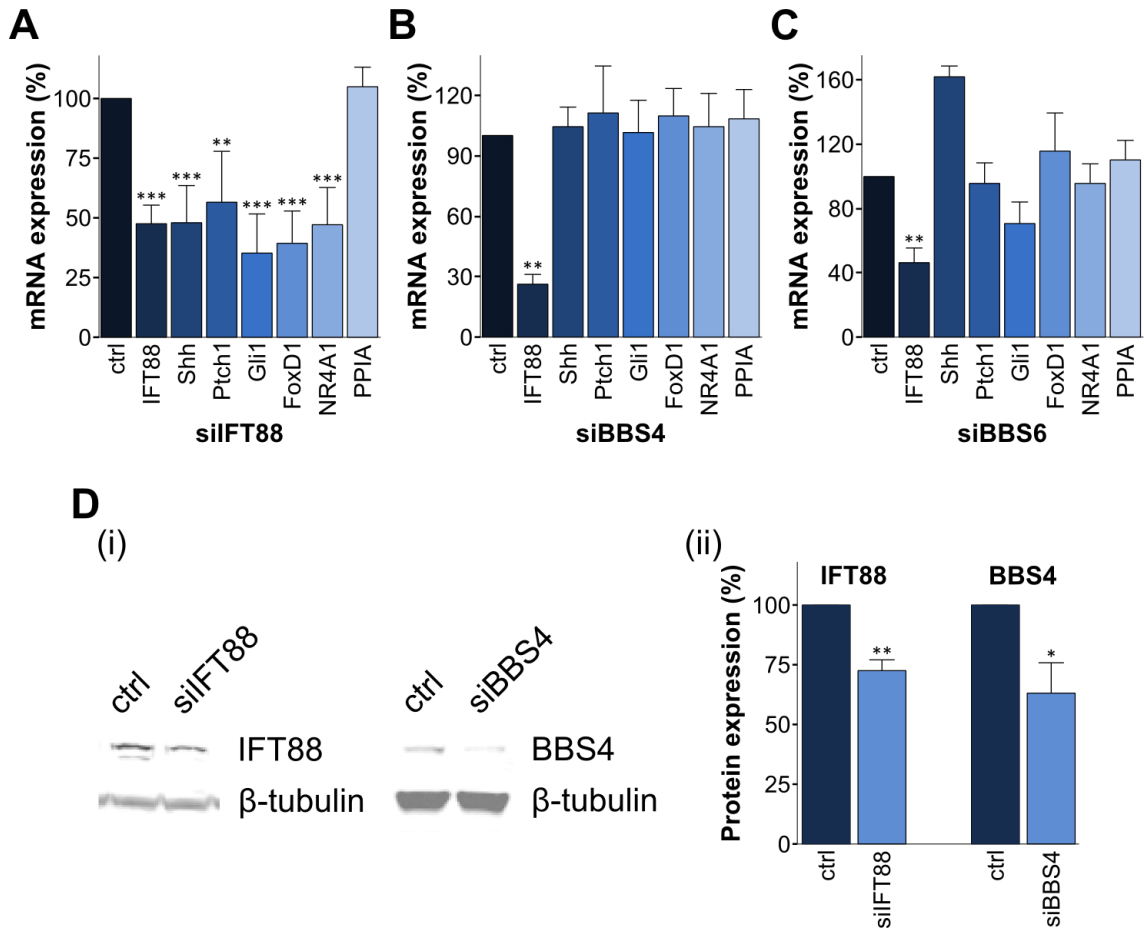 A
B
C
mRNA expression (%)
100
75
50
25
0
***
***
**
***
***
***
ctrl
IFT88
Shh
Ptch1
Gli1
FoxD1
NR4A1
PPIA
siIFT88
mRNA expression (%)
120
90
60
30
0
**
ctrl
IFT88
Shh
Ptch1
Gli1
FoxD1
NR4A1
PPIA
siBBS4
mRNA expression (%)
160
120
80
40
0
**
ctrl
IFT88
Shh
Ptch1
Gli1
FoxD1
NR4A1
PPIA
siBBS6
D
(i)
ctrl
siIFT88
IFT88
β-tubulin
ctrl
siBBS4
BBS4
β-tubulin
(ii)
Protein expression (%)
100
75
50
25
0
IFT88
BBS4
**
*
ctrl
siIFT88
ctrl
siBBS4